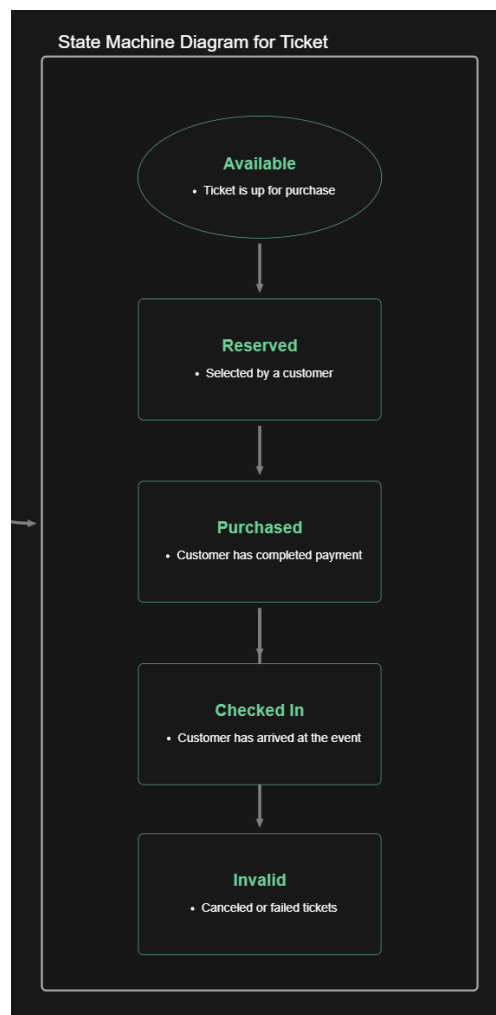 State Machine Diagram for Ticket
Available
• Ticket is up for purchase
Reserved
• Selected by a customer
Purchased
• Customer has completed payment
Checked In
• Customer has arrived at the event
Invalid
• Canceled or failed tickets